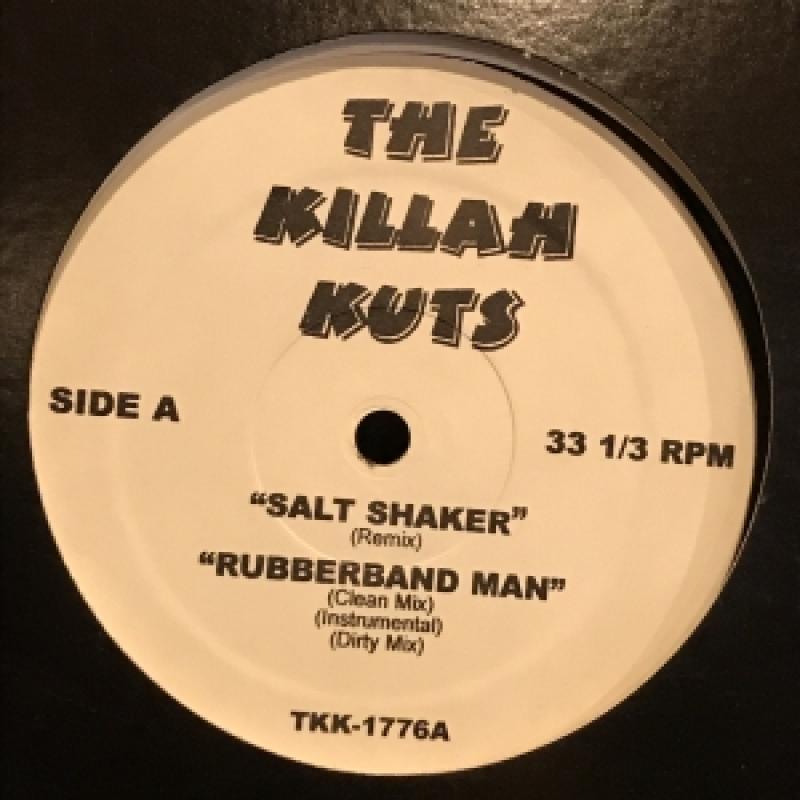 THE
KILLAH
KUTS
SIDE A
33 1/3 RPM
“SALT SHAKER”
(Remix)
“RUBBERBAND MAN”
(Clean Mix)
(Instrumental)
(Dirty Mix)
TKK-1776A